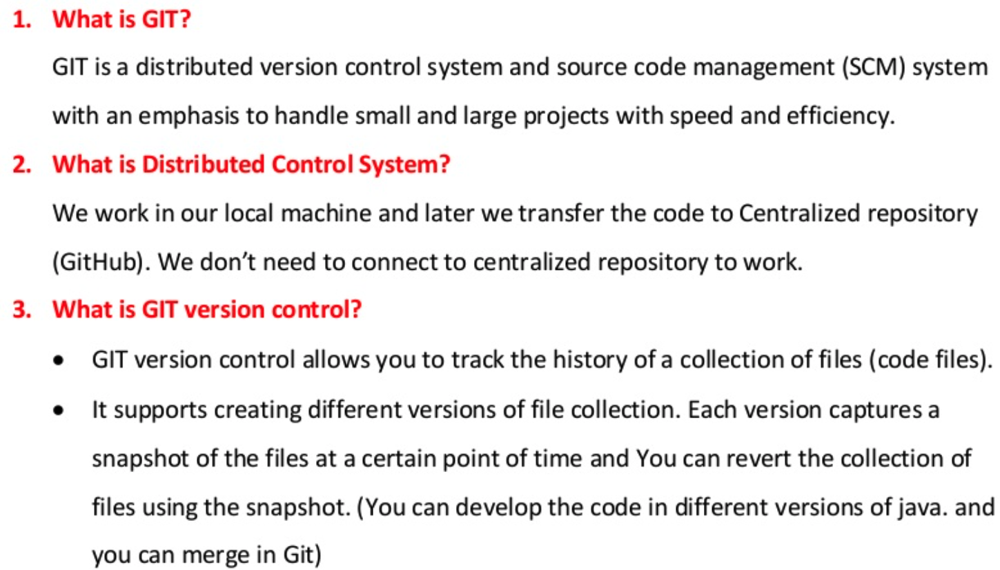 1. What is GIT?
GIT is a distributed version control system and source code management (SCM) system
with an emphasis to handle small and large projects with speed and efficiency.
2. What is Distributed Control System?
We work in our local machine and later we transfer the code to Centralized repository
(GitHub). We don’t need to connect to centralized repository to work.
3. What is GIT version control?
• GIT version control allows you to track the history of a collection of files (code files).
• It supports creating different versions of file collection. Each version captures a
snapshot of the files at a certain point of time and You can revert the collection of
files using the snapshot. (You can develop the code in different versions of java. and
you can merge in Git)